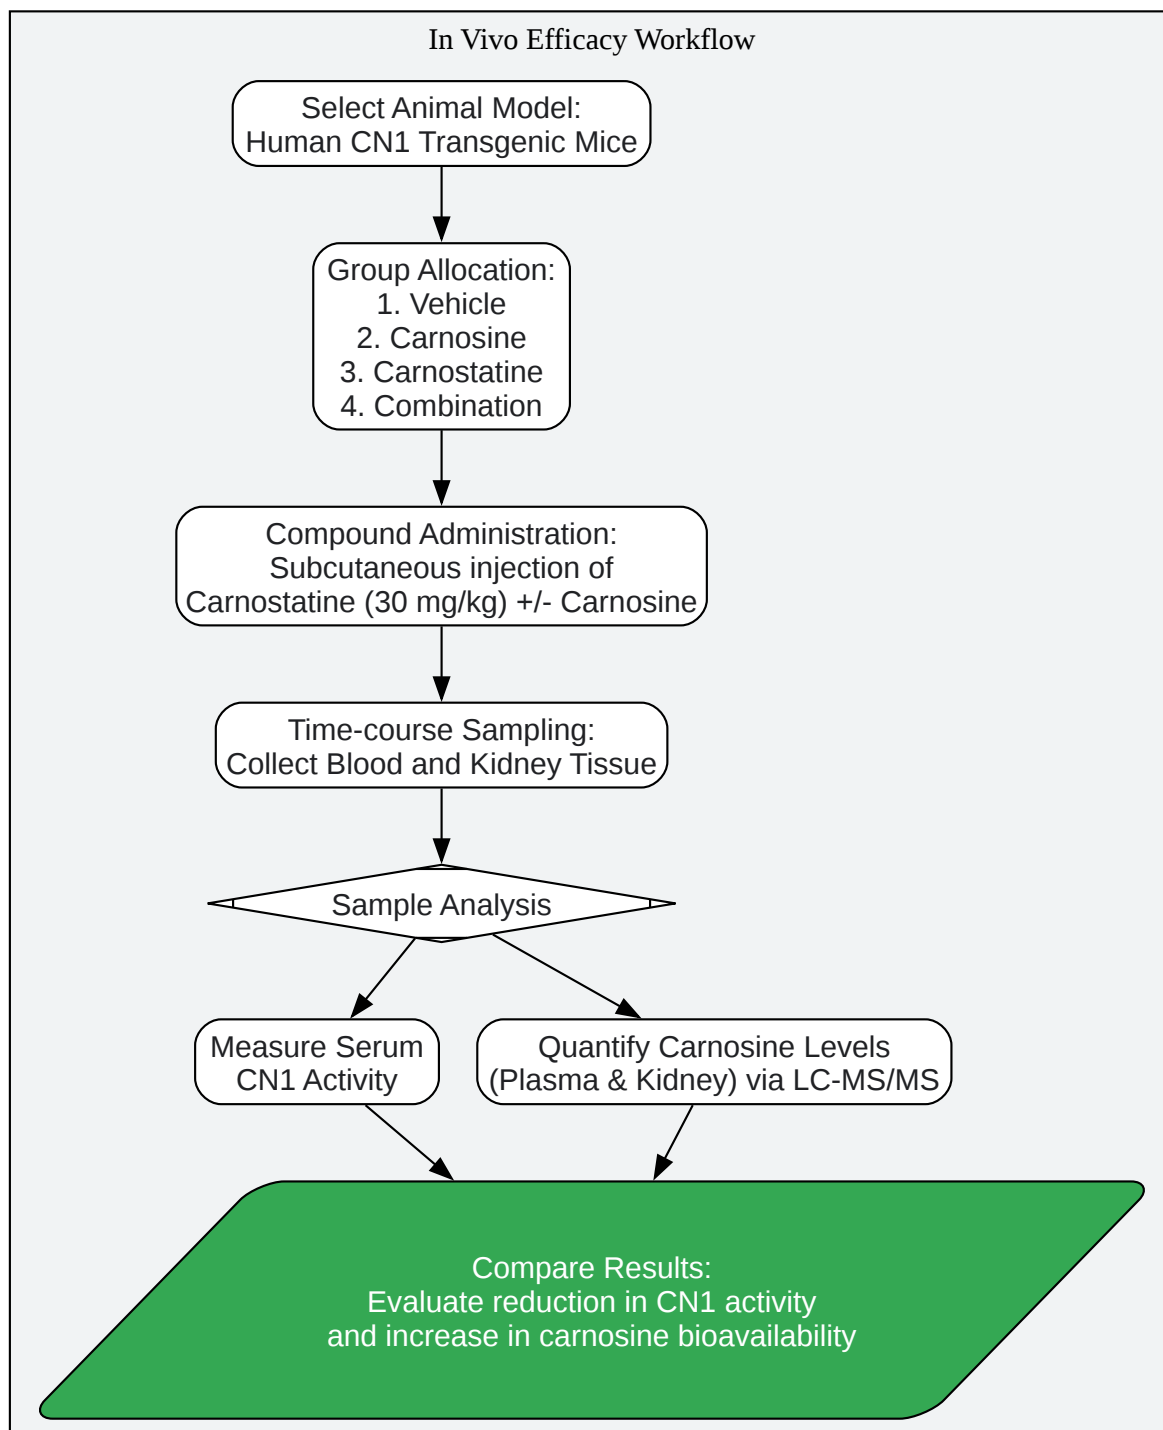 In Vivo Efficacy Workflow
Select Animal Model:
Human CN1 Transgenic Mice
Group Allocation:
1. Vehicle
2. Carnosine
3. Carnostatine
4. Combination
Compound Administration:
Subcutaneous injection of
Carnostatine (30 mg/kg) +/- Carnosine
Time-course Sampling:
Collect Blood and Kidney Tissue
Sample Analysis
Measure Serum
CN1 Activity
Quantify Carnosine Levels
(Plasma & Kidney) via LC-MS/MS
Compare Results:
Evaluate reduction in CN1 activity
and increase in carnosine bioavailability